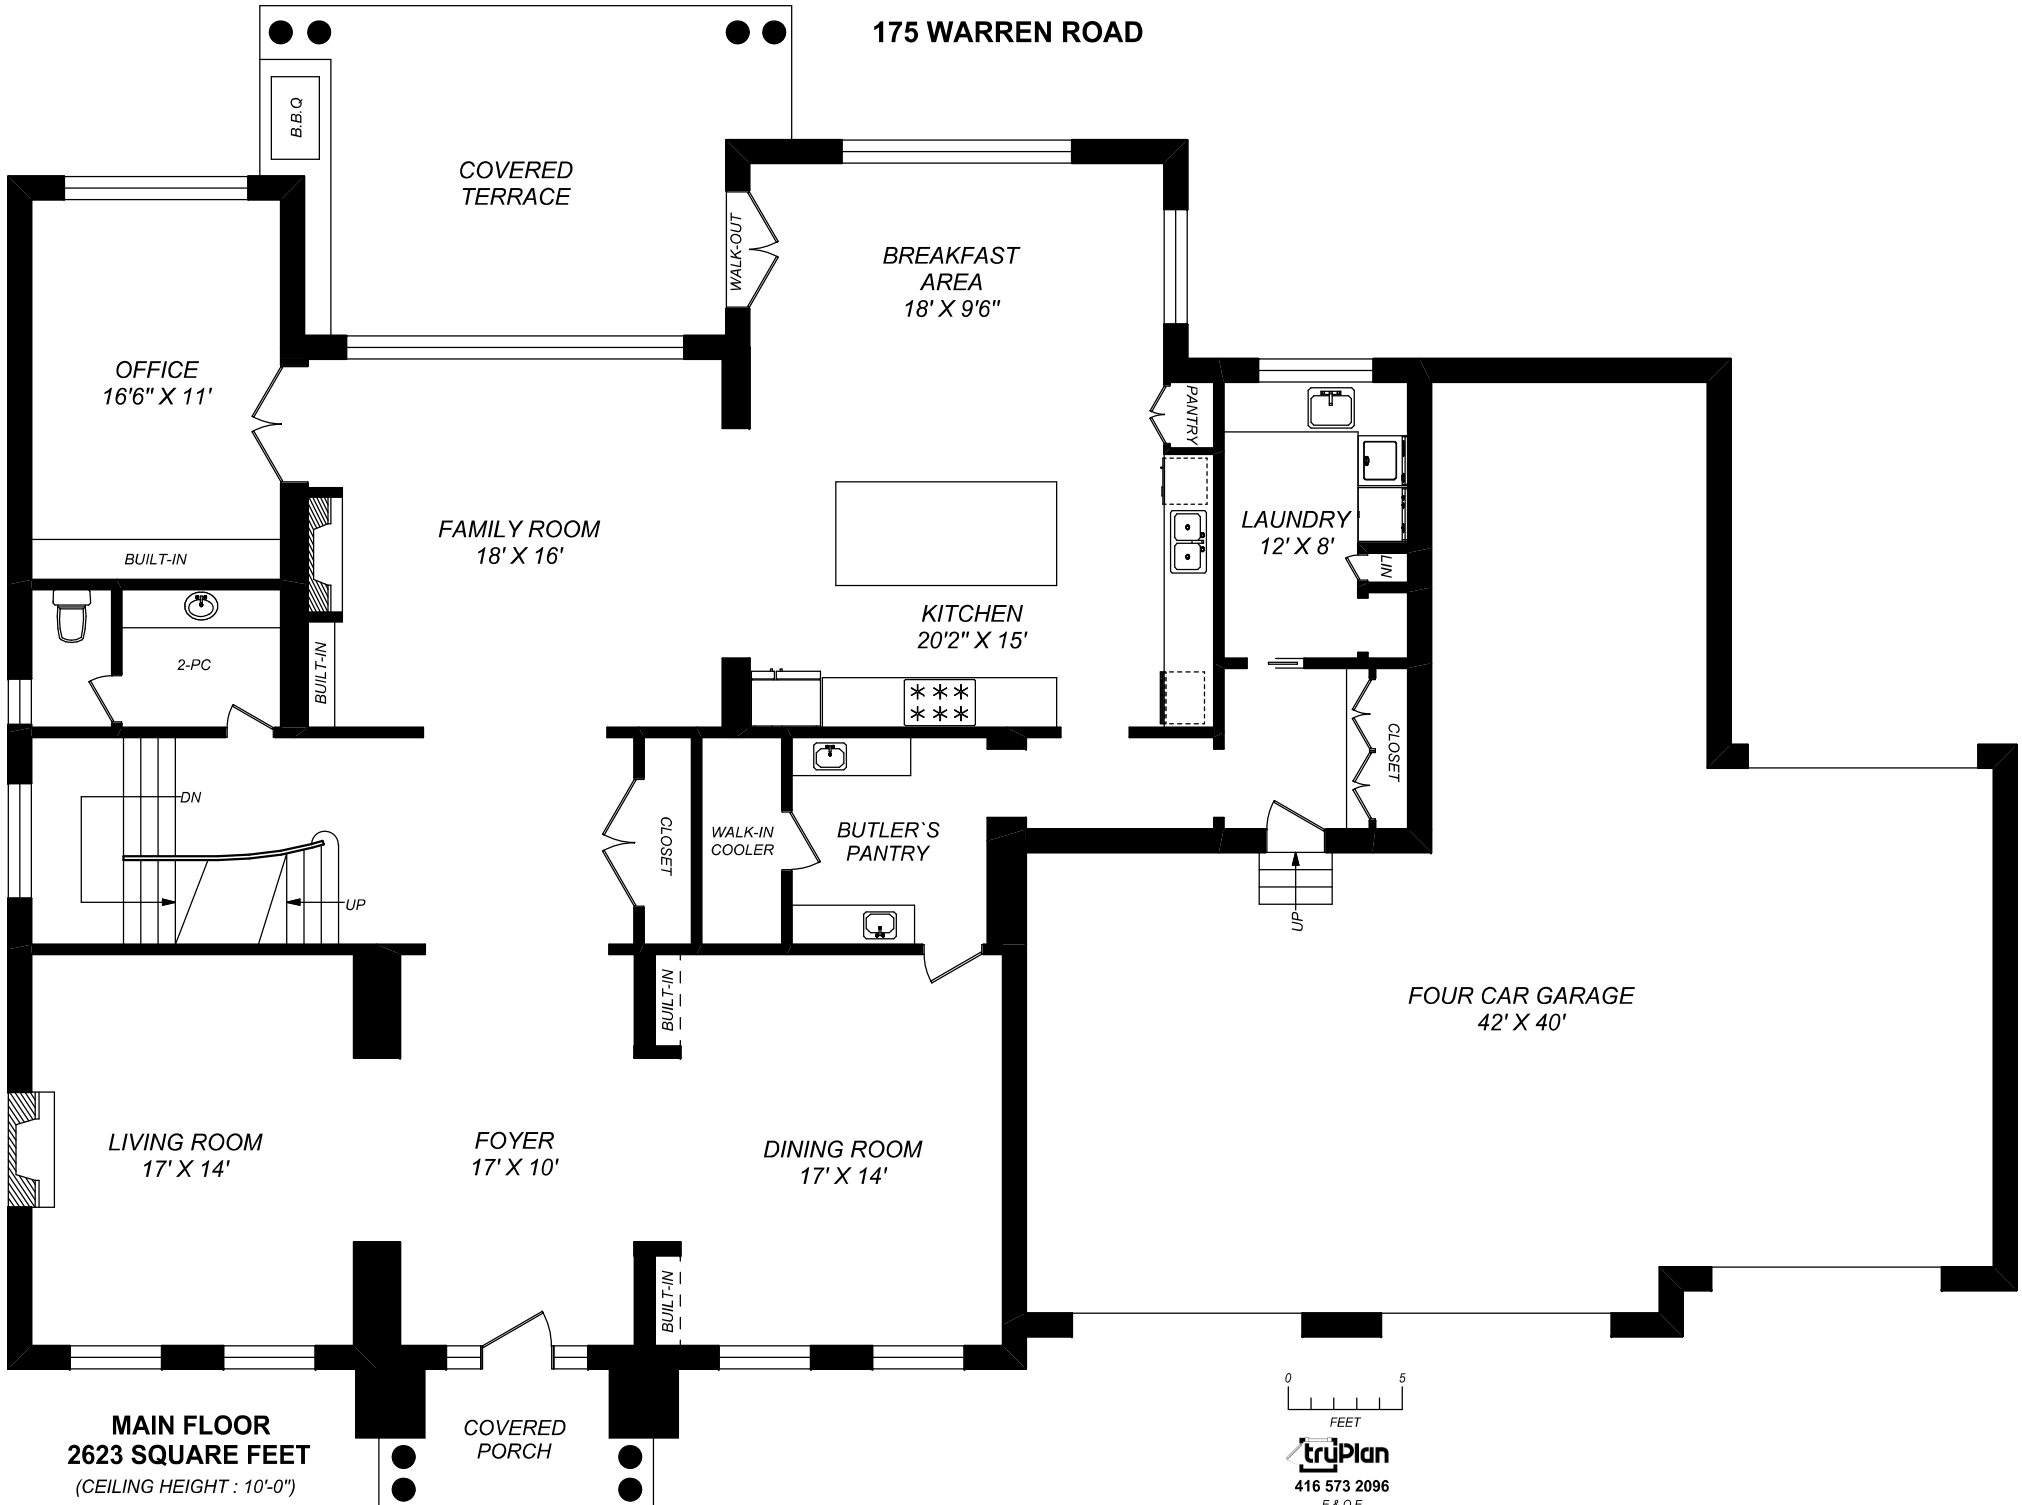 175 WARREN ROAD
B.B.Q
COVERED
TERRACE
WALK-OUT
BREAKFAST
AREA
18' X 9'6"
OFFICE
16'6" X 11'
BUILT-IN
FAMILY ROOM
18' X 16'
PANTRY
LAUNDRY
12' X 8'
LIN
KITCHEN
20'2" X 15'
2-PC
BUILT-IN
DN
UP
CLOSET
WALK-IN
COOLER
BUTLER`S
PANTRY
CLOSET
UP
FOUR CAR GARAGE
42' X 40'
BUILT-IN
LIVING ROOM
17' X 14'
FOYER
17' X 10'
DINING ROOM
17' X 14'
BUILT-IN
COVERED
PORCH
MAIN FLOOR
2623 SQUARE FEET
(CEILING HEIGHT : 10'-0")
0 5
FEET
truPlan
416 573 2096
E & O.E